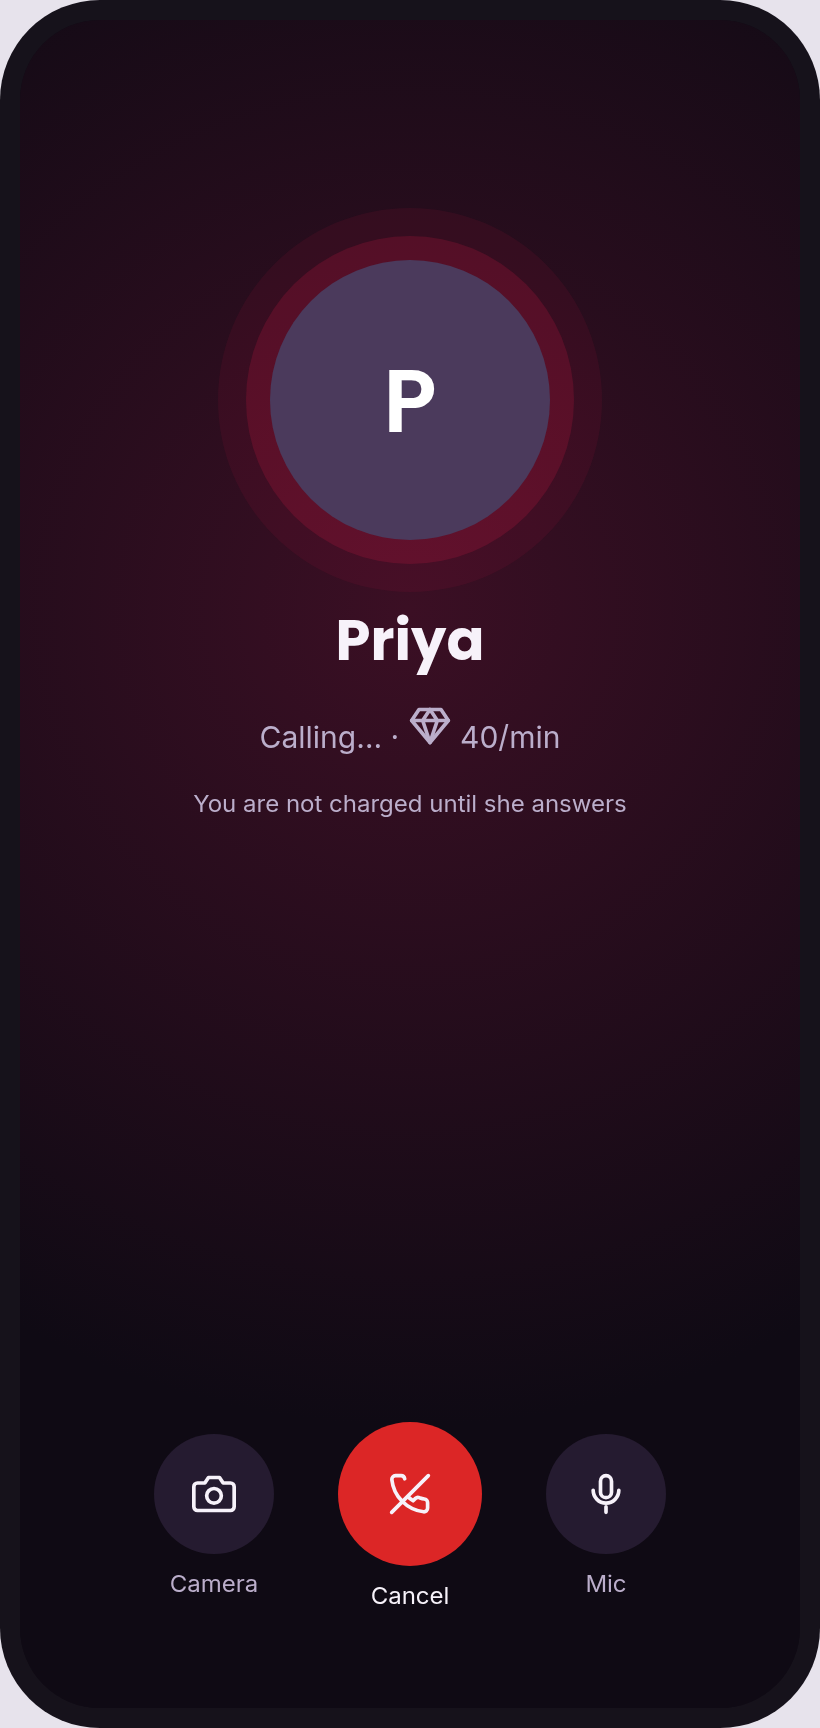 P
Priya
Calling... · 40/min
You are not charged until she answers
Camera
Cancel
Mic